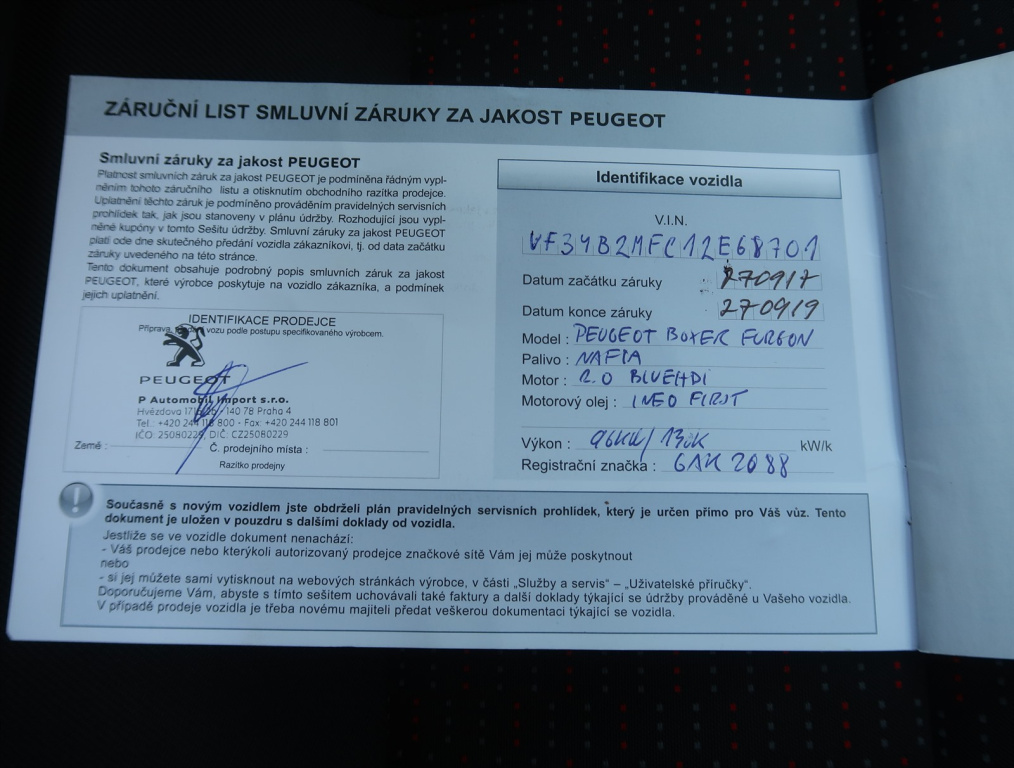 ZÁRUČNÍ LIST SMLUVNÍ ZÁRUKY ZA JAKOST PEUGEOT
Smluvní záruky za jakost PEUGEOT
Platnost smluvních záruk za jakost PEUGEOT je podmíněna řádným vypl-
něním tohoto záručního listu a otisknutím obchodního razítka prodejce.
Uplatnění těchto záruk je podmíněno prováděním pravidelných servisních
prohlídek tak, jak jsou stanoveny v plánu údržby. Rozhodující jsou vypl-
něné kupóny v tomto Sešitu údržby. Smluvní záruky za jakost PEUGEOT
platí ode dne skutečného předání vozidla zákazníkovi, tj. od data začátku
záruky uvedeného na této stránce.
Tento dokument obsahuje podrobný popis smluvních záruk za jakost
PEUGEOT, které výrobce poskytuje na vozidlo zákazníka, a podmínek
jejich uplatnění.
IDENTIFIKACE PRODEJCE
Příprava, předání vozu podle postupu specifikovaného výrobcem.
PEUGEOT
P Automobil Import s.r.o.
Hvězdova 140 78 Praha 4
Tel.: +420 244 118 800 - Fax: +420 244 118 801
IČO: 25080229, DIČ: CZ25080229
Země :
Č. prodejního místa :
Razítko prodejny
Identifikace vozidla
V.I.N.
VF3YB2MFC12E68701
Datum začátku záruky 270917
Datum konce záruky 270919
Model : PEUGEOT BOXER FURGON
Palivo : NAFTA
Motor : 2.0 BLUEHDI
Motorový olej : INEO FIRST
Výkon : 96KW/130K kW/k
Registrační značka : 6AK 2088
Současně s novým vozidlem jste obdrželi plán pravidelných servisních prohlídek, který je určen přímo pro Váš vůz. Tento
dokument je uložen v pouzdru s dalšími doklady od vozidla.
Jestliže se ve vozidle dokument nenachází:
- Váš prodejce nebo kterýkoli autorizovaný prodejce značkové sítě Vám jej může poskytnout
nebo
- si jej můžete sami vytisknout na webových stránkách výrobce, v části „Služby a servis“ – „Uživatelské příručky“.
Doporučujeme Vám, abyste s tímto sešitem uchovávali také faktury a další doklady týkající se údržby prováděné u Vašeho vozidla.
V případě prodeje vozidla je třeba novému majiteli předat veškerou dokumentaci týkající se vozidla.